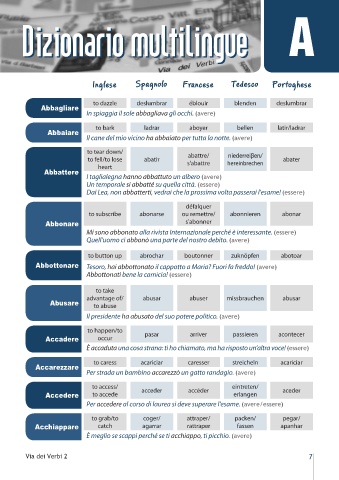 Dizionario multilingue A
Via dei Verbi
Inglese Spagnolo Francese Tedesco Portoghese
Abbagliare
to dazzle deslumbrar éblouir blenden deslumbrar
In spiaggia il sole abbagliava gli occhi. (avere)
Abbaiare
to bark ladrar aboyer bellen latir/ladrar
Il cane del mio vicino ha abbaiato per tutta la notte. (avere)
Abbattere
to tear down/
to fell/to lose
heart
abatir
abattre/
s'abattre
niederreißen/
hereinbrechen
abater
I taglialegna hanno abbattuto un albero (avere)
Un temporale si abbatté su quella città. (essere)
Dai Lea, non abbatterti, vedrai che la prossima volta passerai l'esame! (essere)
Abbonare
to subscribe abonarse
défalquer
ou remettre/
s'abonner
abonnieren abonar
Mi sono abbonato alla rivista Internazionale perché è interessante. (essere)
Quell'uomo ci abbonò una parte del nostro debito. (avere)
Abbottonare
to button up abrochar boutonner zuknöpfen abotoar
Tesoro, hai abbottonato il cappotto a Maria? Fuori fa freddo! (avere)
Abbottonati bene la camicia! (essere)
Abusare
to take
advantage of/
to abuse
abusar abuser missbrauchen abusar
Il presidente ha abusato del suo potere politico. (avere)
Accadere
to happen/to
occur
pasar arriver passieren acontecer
È accaduta una cosa strana: ti ho chiamato, ma ha risposto un'altra voce! (essere)
Accarezzare
to caress acariciar caresser streicheln acariciar
Per strada un bambino accarezzò un gatto randagio. (avere)
Accedere
to access/
to accede
acceder accéder
eintreten/
erlangen
aceder
Per accedere al corso di laurea si deve superare l'esame. (avere/essere)
Acchiappare
to grab/to
catch
coger/
agarrar
attraper/
rattraper
packen/
fassen
pegar/
apanhar
È meglio se scappi perché se ti acchiappo, ti picchio. (avere)
Via dei Verbi 2 7